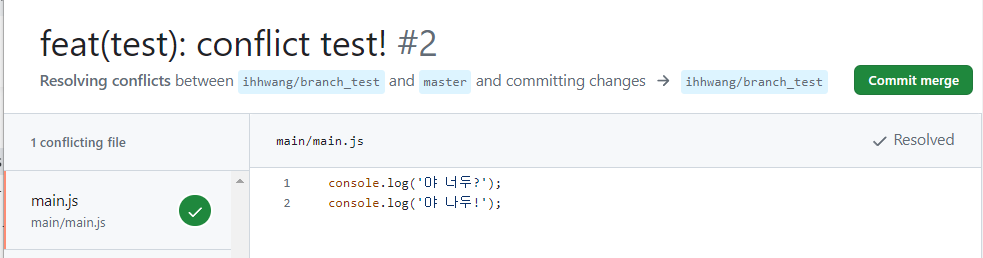 feat(test): conflict test! #2
Resolving conflicts between ihhwang/branch_test and master and committing changes → ihhwang/branch_test
Commit merge
1 conflicting file
main/main.js
Resolved
main.js
main/main.js
1 console.log('야 너두?');
2 console.log('야 나두!');